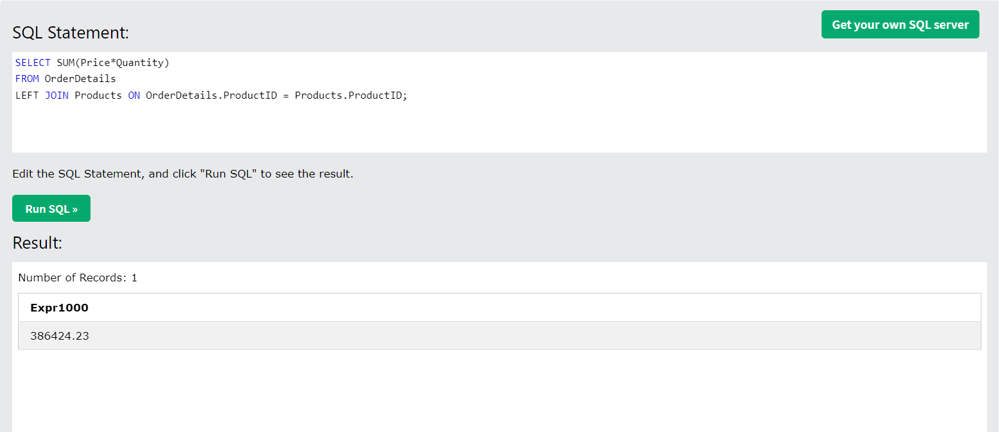 Get your own SQL server
SQL Statement:
SELECT SUM(Price*Quantity)
FROM OrderDetails
LEFT JOIN Products ON OrderDetails.ProductID = Products.ProductID;
Edit the SQL Statement, and click "Run SQL" to see the result.
Run SQL »
Result:
Number of Records: 1
Expr1000
386424.23